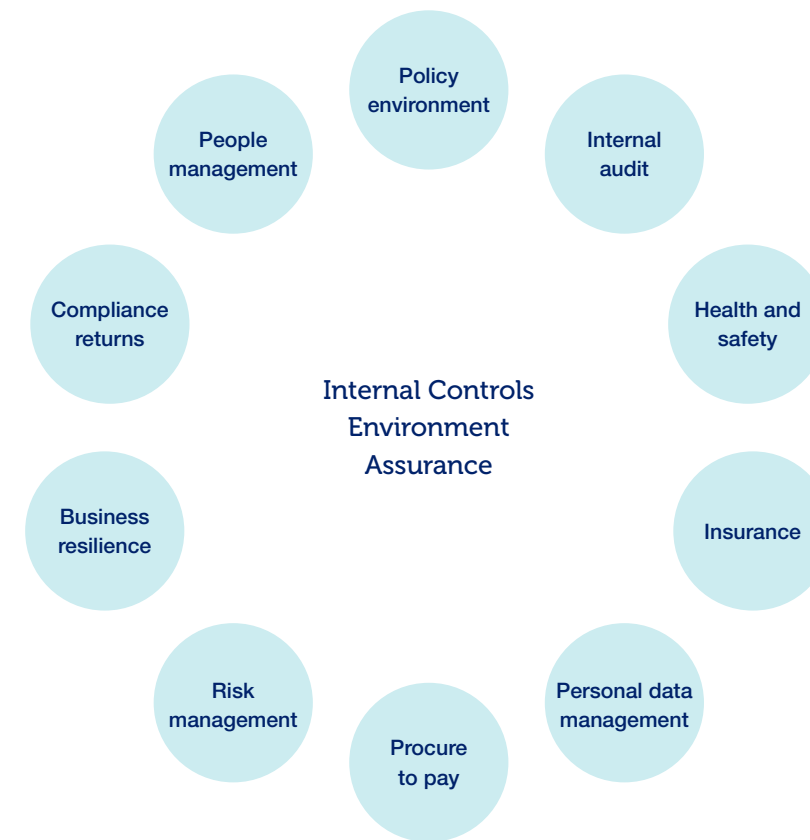 Policy
environment
People
management
Internal
audit
Compliance
returns
Health and
safety
Internal Controls
Environment
Assurance
Business
resilience
Insurance
Risk
management
Personal data
management
Procure
to pay